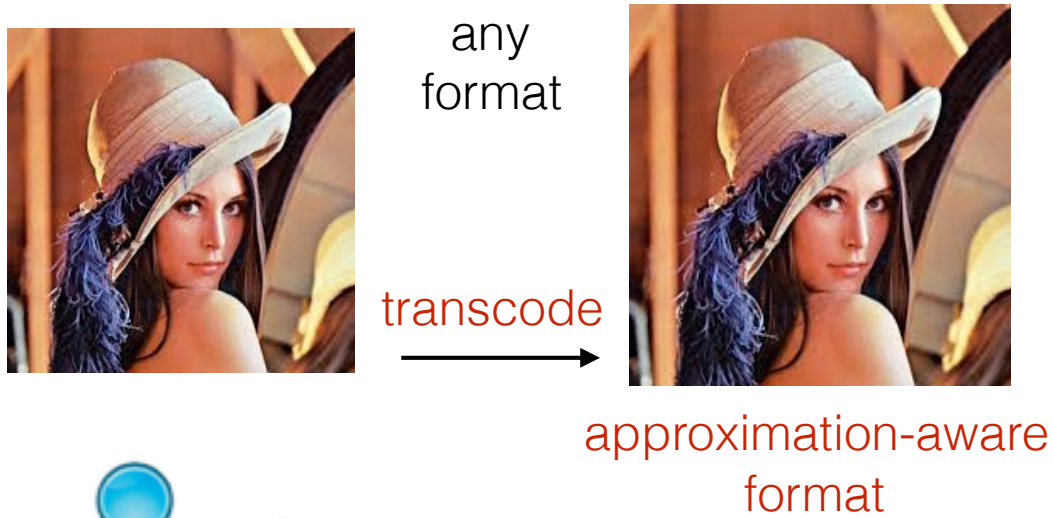 any
format
transcode
approximation-aware
format